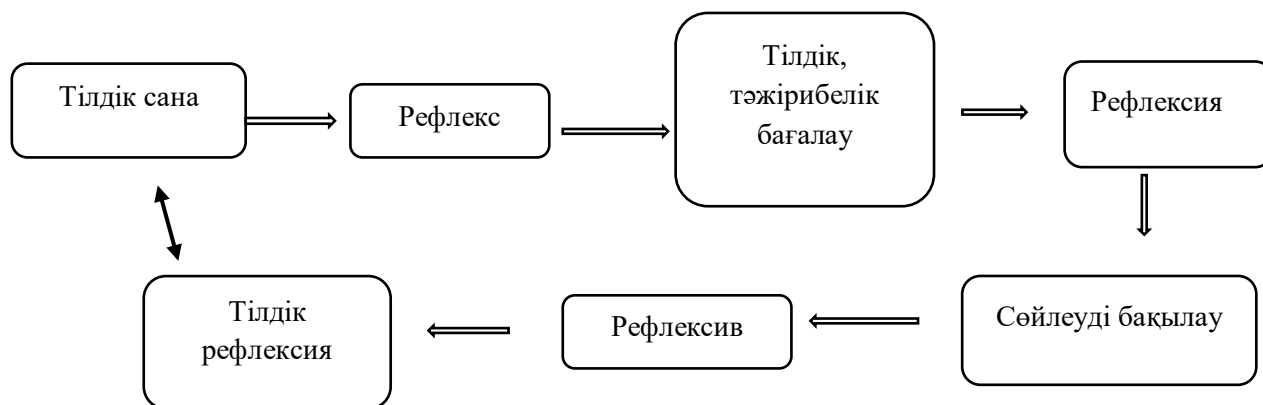 Тілдік сана
Рефлекс
Тілдік,
тәжірибелік
бағалау
Рефлексия
Сөйлеуді бақылау
Рефлексив
Тілдік
рефлексия